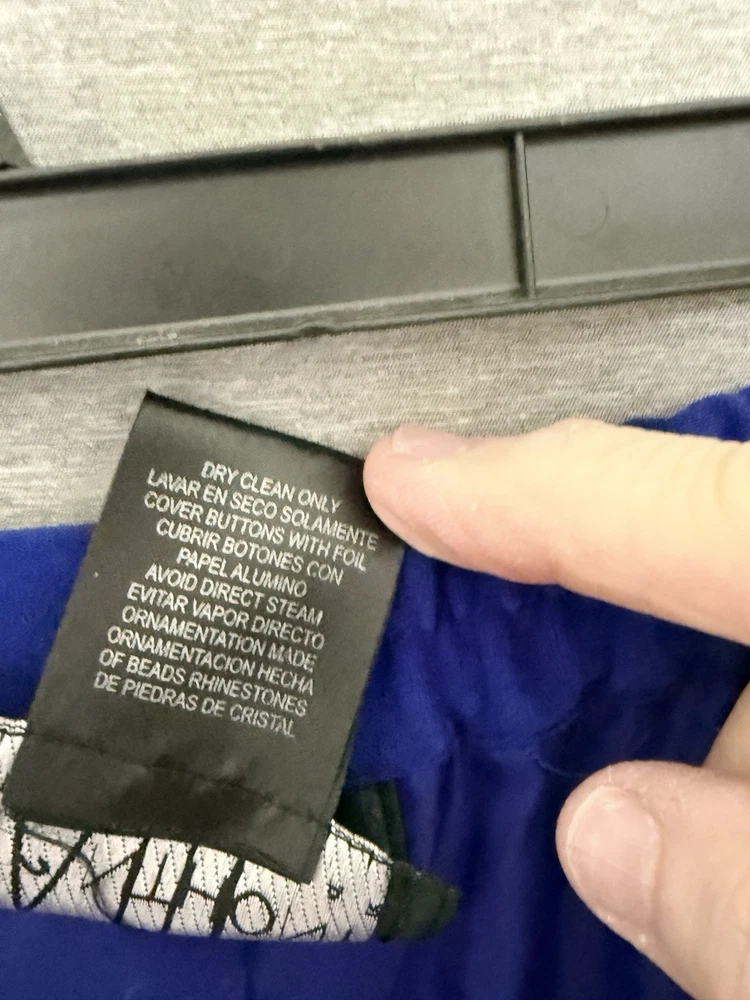 DRY CLEAN ONLY
LAVAR EN SECO SOLAMENTE
COVER BUTTONS WITH FOIL
CUBRIR BOTONES CON
PAPEL ALUMINO
AVOID DIRECT STEAM
EVITAR VAPOR DIRECTO
ORNAMENTATION MADE
ORNAMENTACION HECHA
OF BEADS RHINESTONES
DE PIEDRAS DE CRISTAL